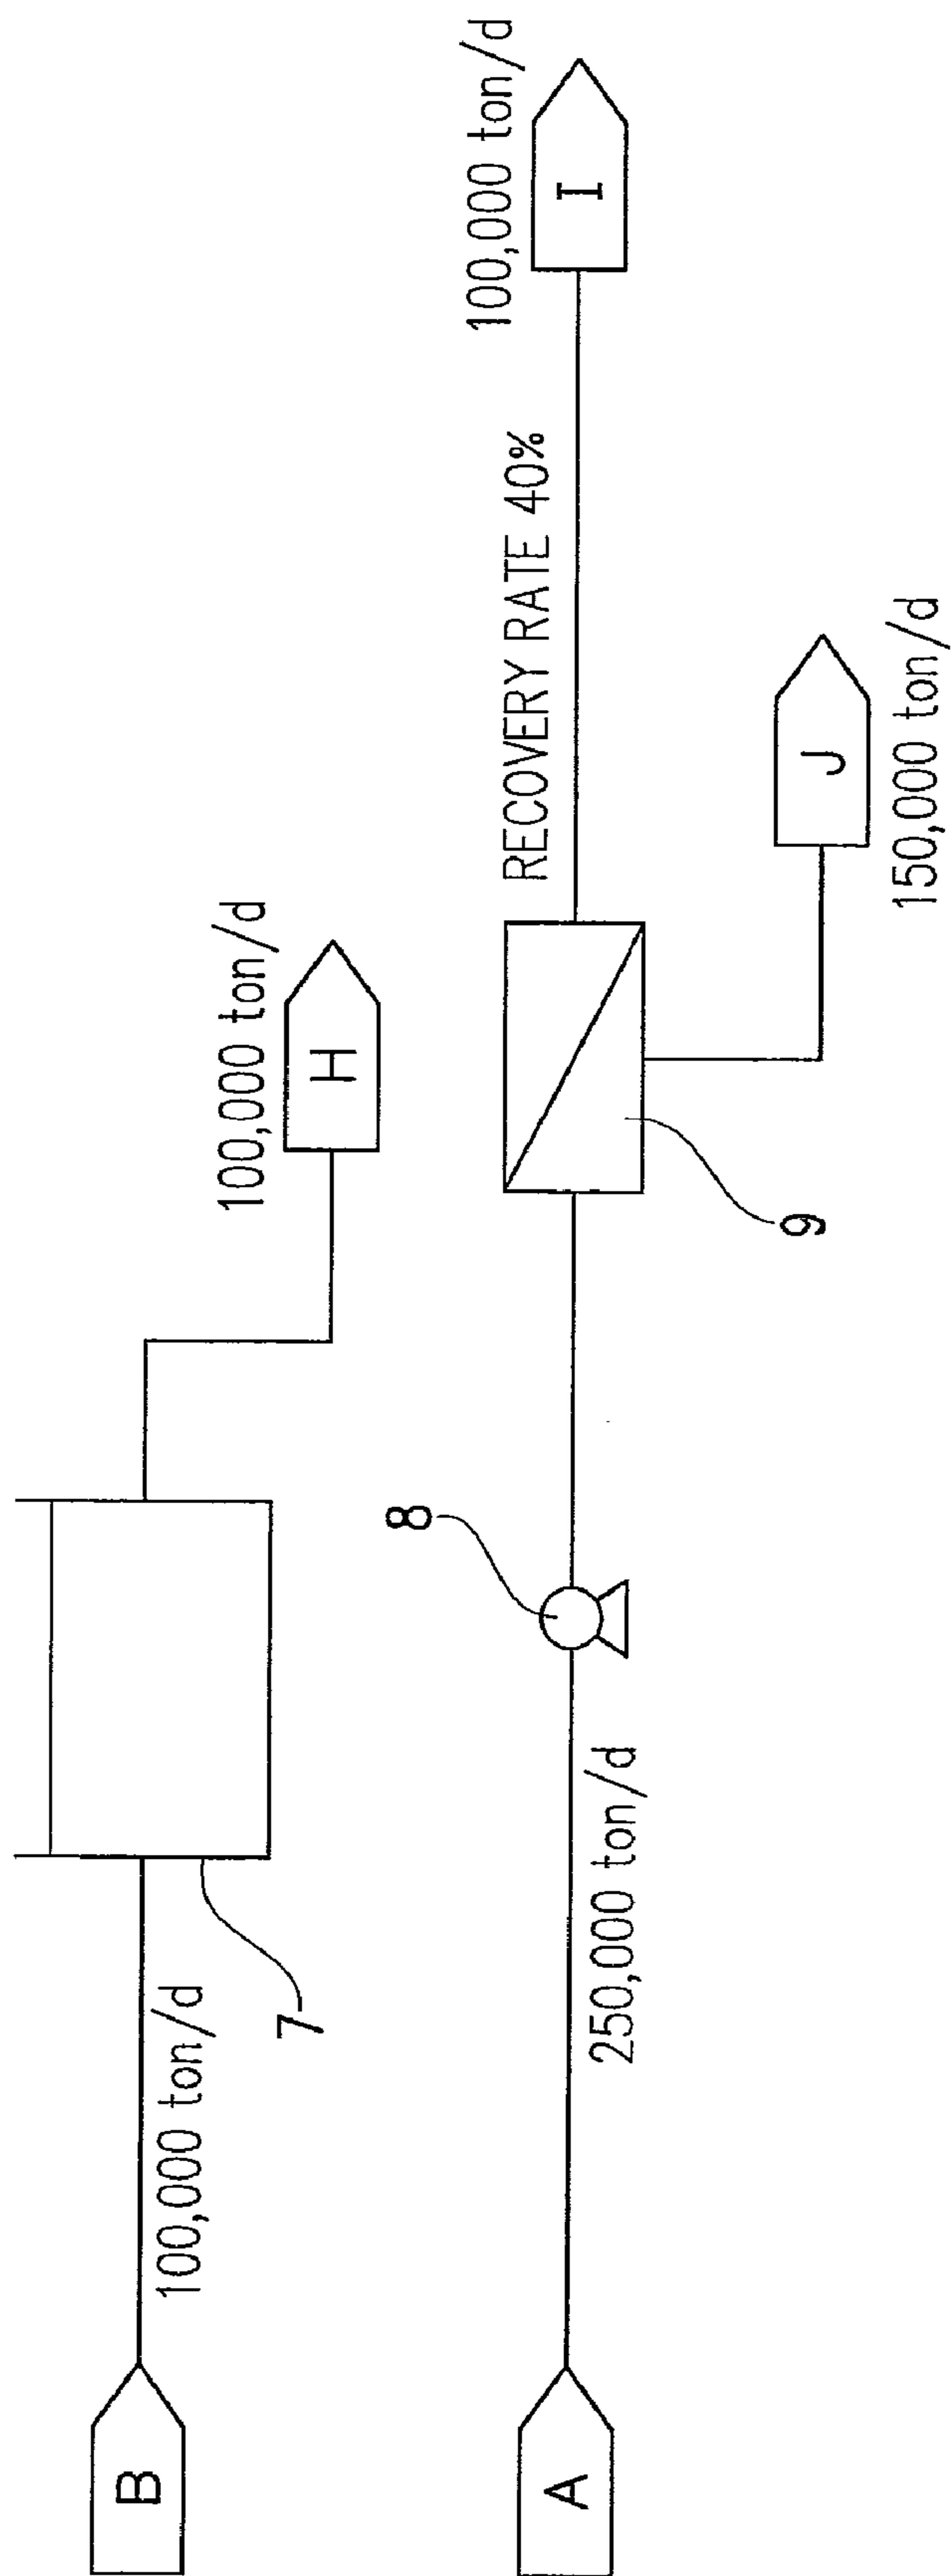 B
100,000 ton/d
7
100,000 ton/d
H
A
250,000 ton/d
8
9
RECOVERY RATE 40%
100,000 ton/d
I
J
150,000 ton/d